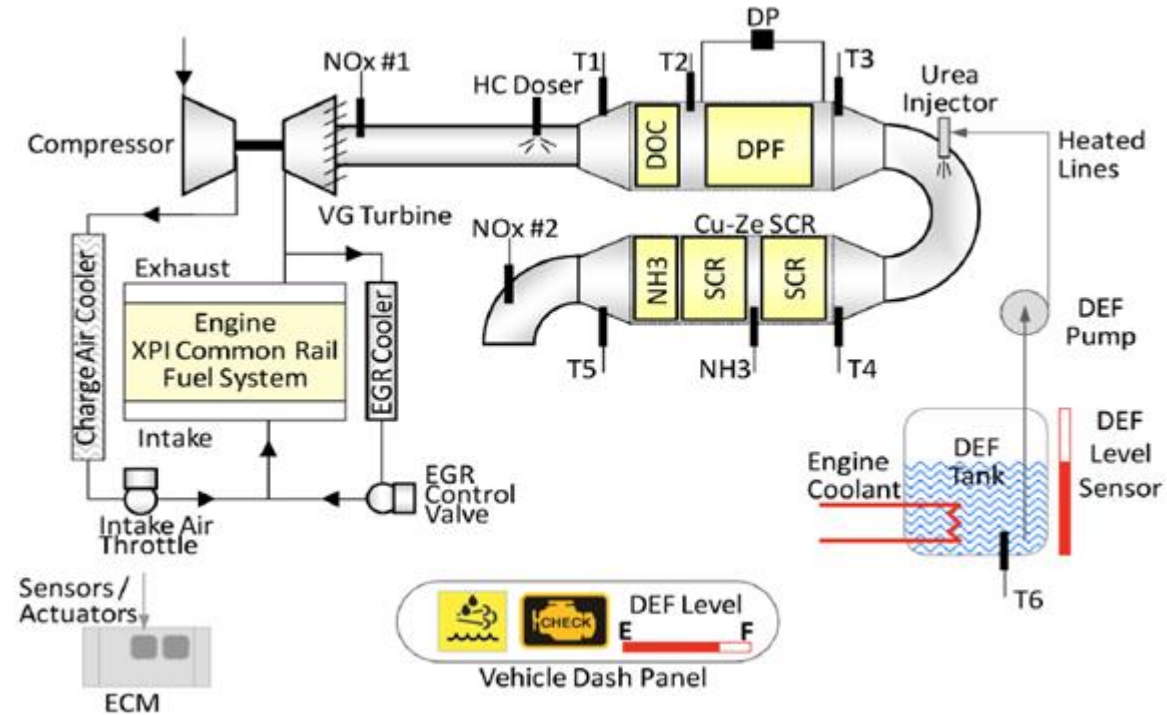 DP
NOx #1
HC Doser
T1
T2
T3
Urea
Injector
Compressor
DOC
DPF
Heated
Lines
VG Turbine
NOx #2
Cu-Ze SCR
Charge Air Cooler
Exhaust
Engine
XPI Common Rail
Fuel System
EGR Cooler
NH3
SCR
SCR
DEF
Pump
T5
NH3
T4
Intake
EGR
Control
Valve
Intake Air
Throttle
Engine
Coolant
DEF
Tank
DEF
Level
Sensor
Sensors /
Actuators
T6
CHECK
DEF Level
E F
Vehicle Dash Panel
ECM